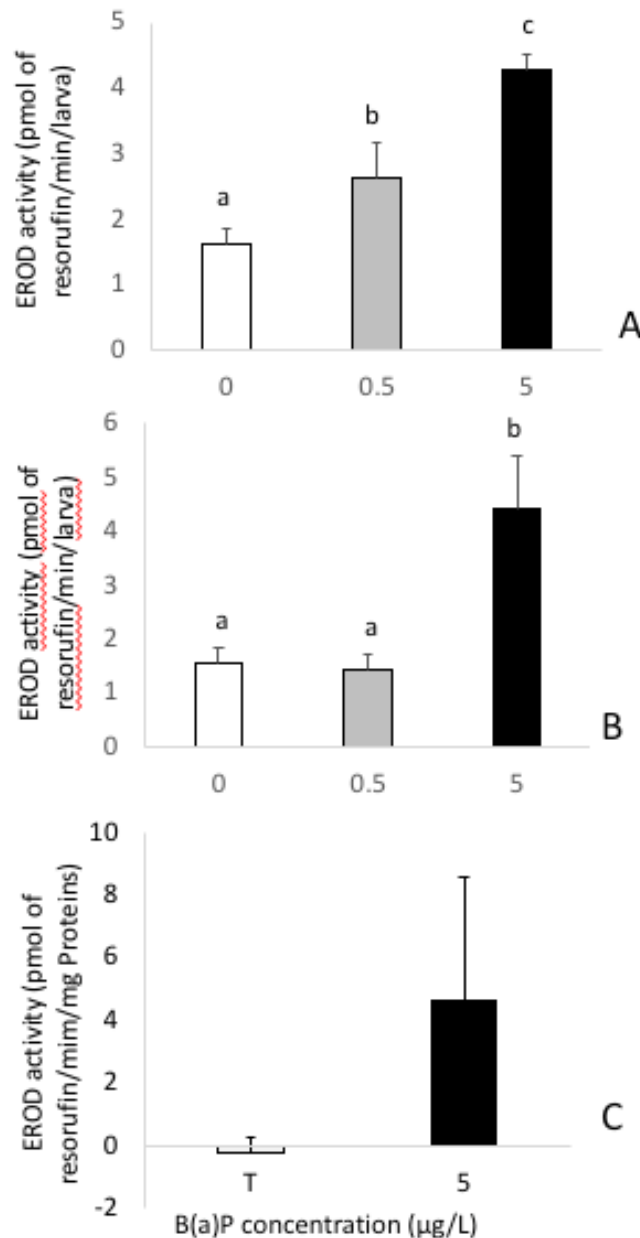 EROD activity (pmol of
resorufin/min/larva)
5
4
3
2
1
0
a
b
c
0
0.5
5
A
EROD activity (pmol of
resorufin/min/larva)
6
5
4
3
2
1
0
a
a
b
0
0.5
5
B
EROD activity (pmol of
resorufin/mim/mg Proteins)
10
8
6
4
2
0
-2
T
5
C
B(a)P concentration (µg/L)